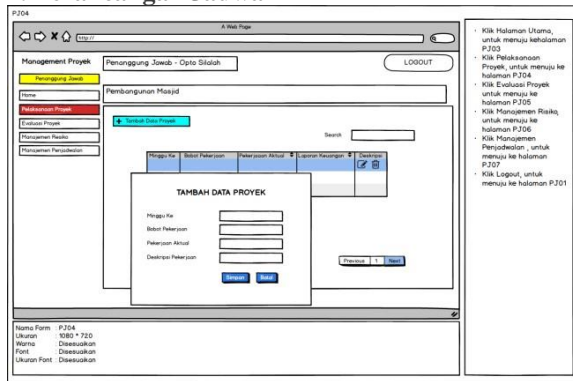 PJ04
A Web Page
http://
Management Proyek
Penanggung Jawab - Opto Silalah
LOGOUT
Penanggung Jawab
Home
Pelaksanaan Proyek
Evaluasi Proyek
Manajemen Resiko
Manajemen Penjadwalan
Pembangunan Masjid
+ Tambah Data Proyek
Search
Minggu Ke Bobot Pekerjaan Pekerjaan Aktual Laporan Keuangan Deskripsi
TAMBAH DATA PROYEK
Minggu Ke
Bobot Pekerjaan
Pekerjaan Aktual
Deskripsi Pekerjaan
Simpan Batal
Previous 1 Next
· Klik Halaman Utama,
untuk menuju kehalaman
PJ03
· Klik Pelaksanaan
Proyek, untuk menuju ke
halaman PJ04
· Klik Evaluasi Proyek
untuk menuju ke
halaman PJ05
· Klik Manajemen Risiko,
untuk menuju ke
halaman PJ06
· Klik Manajemen
Penjadwalan , untuk
menuju ke halaman
PJ07
· Klik Logout, untuk
menuju ke halaman PJ01
Nama Form : PJ04
Ukuran : 1080 * 720
Warna : Disesuaikan
Font : Disesuaikan
Ukuran Font : Disesuaikan